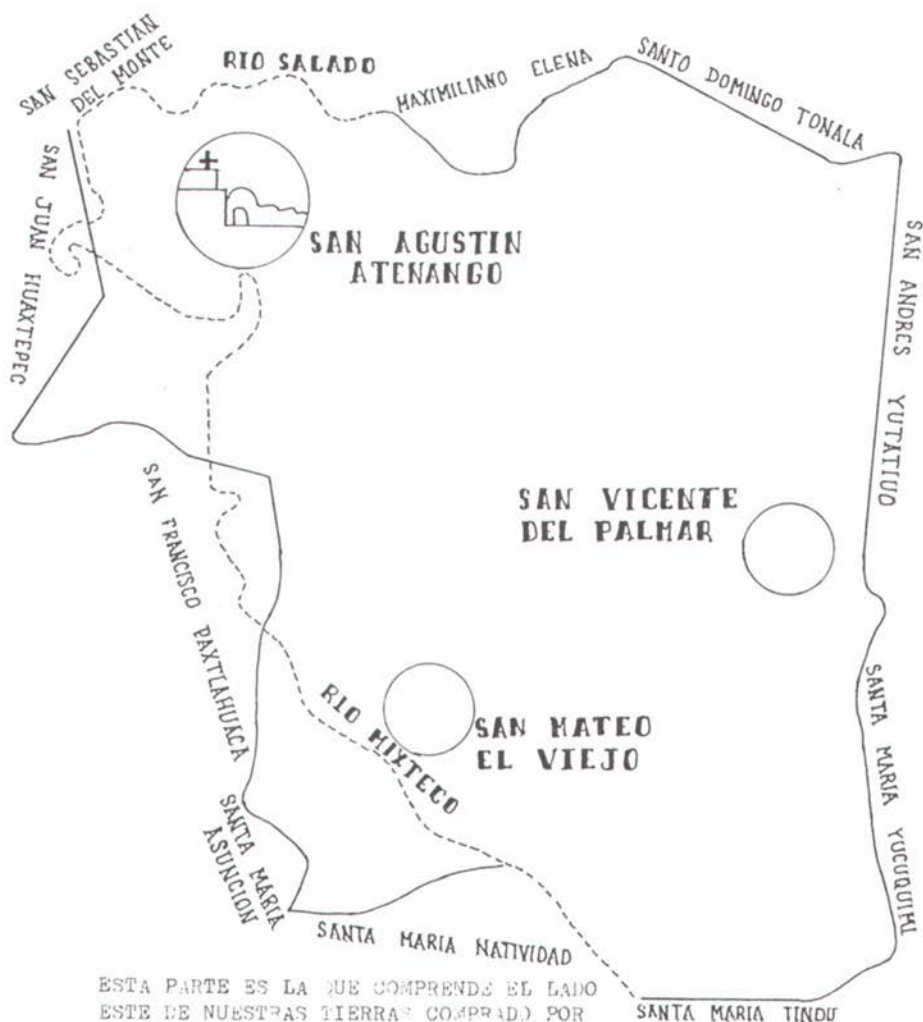 SAN SEBASTIAN
DEL MONTE
RIO SALADO
MAXIMILIANO ELENA
SANTO DOMINGO TONALA
SAN JUAN HUAXTEPEC
SAN AGUSTIN
ATENANGO
SAN ANDRES YUTATIUO
SAN VICENTE
DEL PALMAR
SAN FRANCISCO PAXTLAHUACA
RIO MIXTECO
SAN MATEO
EL VIEJO
SANTA MARIA YUCUQUIMI
SANTA MARIA
ASUNCION
SANTA MARIA NATIVIDAD
ESTA PARTE ES LA QUE COMPRENDE EL LADO
ESTE DE NUESTRAS TIERRAS COMPRADO POR
SANTA MARIA TINDU